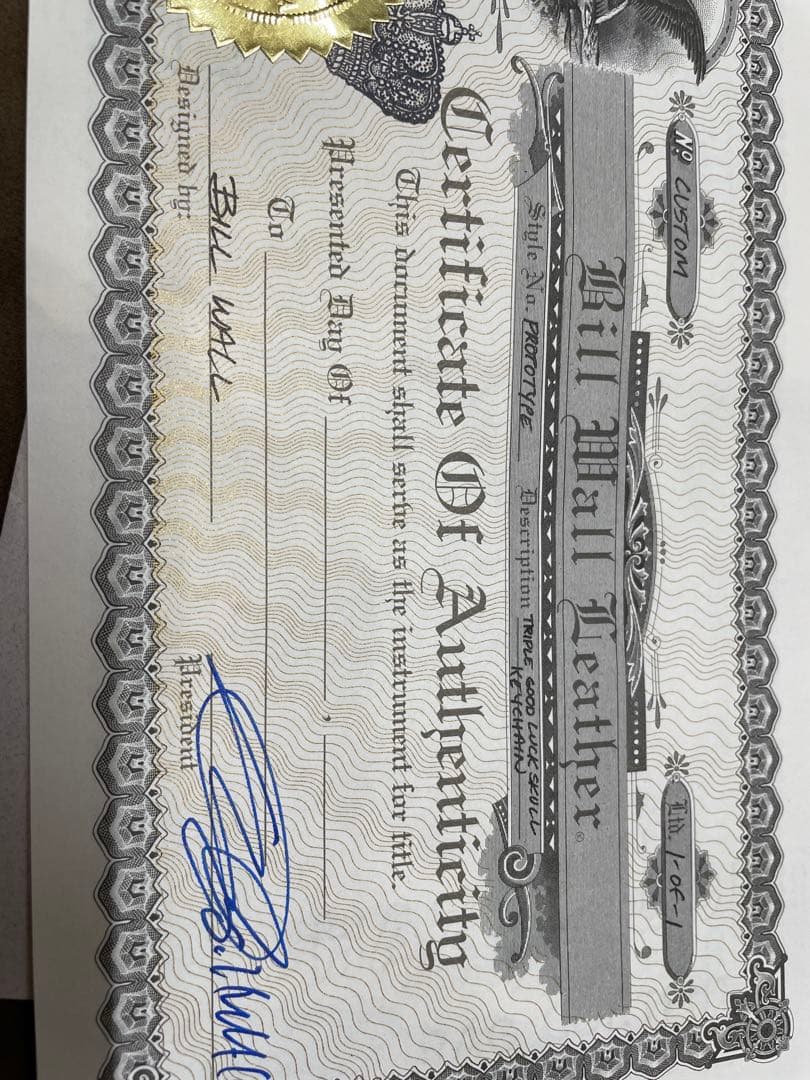 Nº CUSTOM
Ltd. 1-of-1
Bill Wall Leather®
Style No. PROTOTYPE Description TRIPLE GOOD LUCK SKULL
KEYCHAIN
Certificate Of Authenticity
This document shall serve as the instrument for title.
Presented Day Of ,
To
BILL WALL
Designed by: President